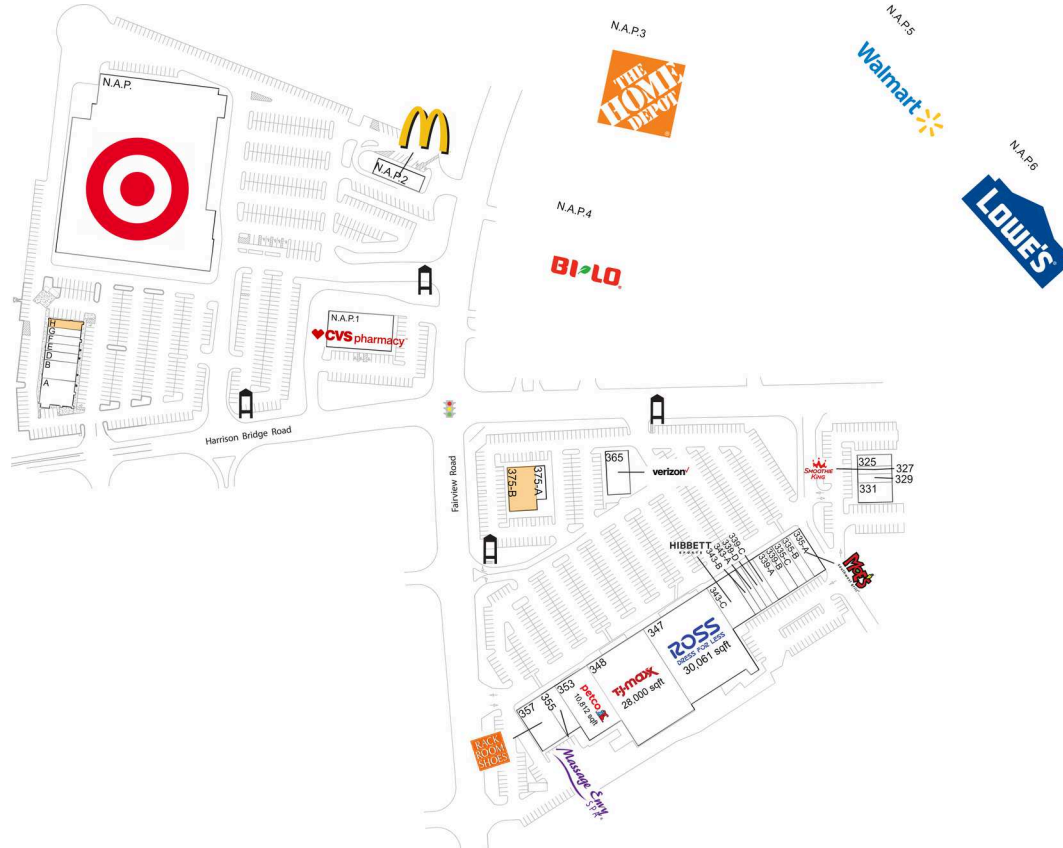 N.A.P.3
THE
HOME
DEPOT
N.A.P.5
Walmart
N.A.P.6
LOWE'S
N.A.P.
N.A.P.2
N.A.P.4
BI-LO
N.A.P.1
CVS pharmacy
H
G
F
E
D
B
A
Harrison Bridge Road
Fairview Road
375-B
375-A
365
verizon
SMOOTHIE
KING
325
327
329
331
HIBBETT
SPORTS
343-B
343-A
339-D
339-C
339-A
339-B
335-C
335-B
335-A
Moe's
343-C
347
ROSS
DRESS FOR LESS
30,061 sqft
348
TJ-maxx
28,000 sqft
353
petco
10,812 sqft
355
357
RACK
ROOM
SHOES
Massage Envy
SPA